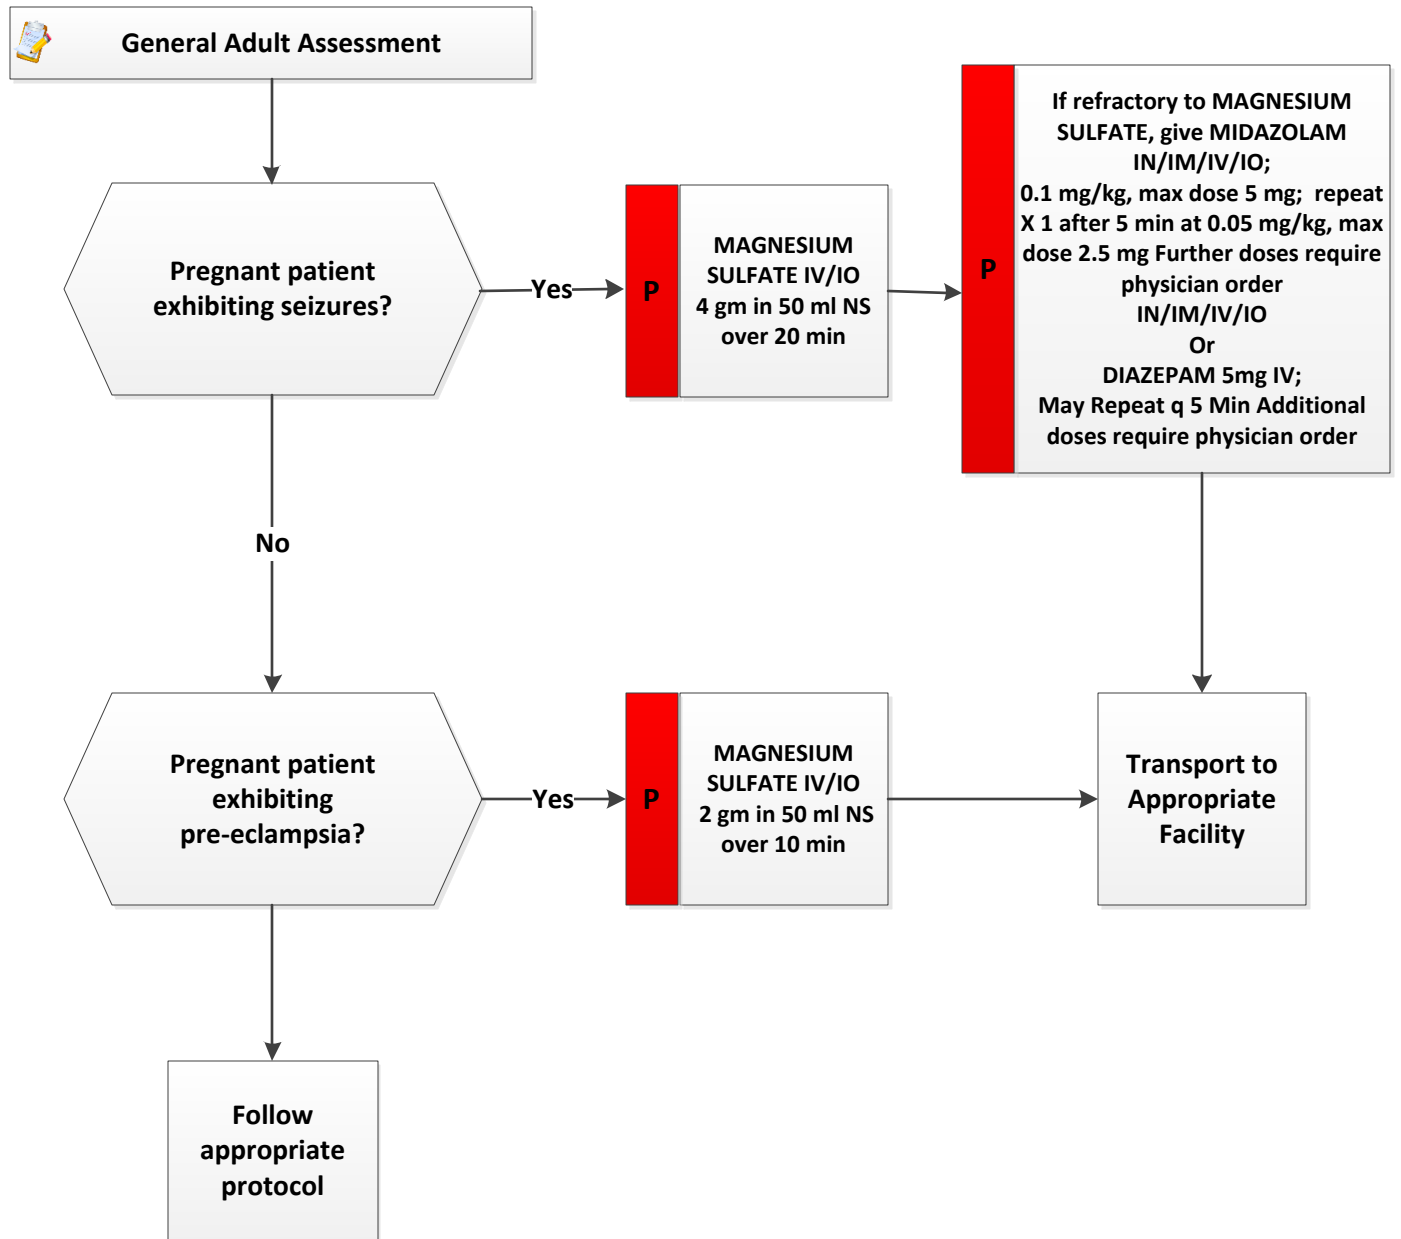 General Adult Assessment
Pregnant patient
exhibiting seizures?
Yes
P
MAGNESIUM
SULFATE IV/IO
4 gm in 50 ml NS
over 20 min
P
If refractory to MAGNESIUM
SULFATE, give MIDAZOLAM
IN/IM/IV/IO;
0.1 mg/kg, max dose 5 mg;  repeat
X 1 after 5 min at 0.05 mg/kg, max
dose 2.5 mg Further doses require
physician order
IN/IM/IV/IO
Or
DIAZEPAM 5mg IV;
May Repeat q 5 Min Additional
doses require physician order
No
Pregnant patient
exhibiting
pre-eclampsia?
Yes
P
MAGNESIUM
SULFATE IV/IO
2 gm in 50 ml NS
over 10 min
Transport to
Appropriate
Facility
Follow
appropriate
protocol